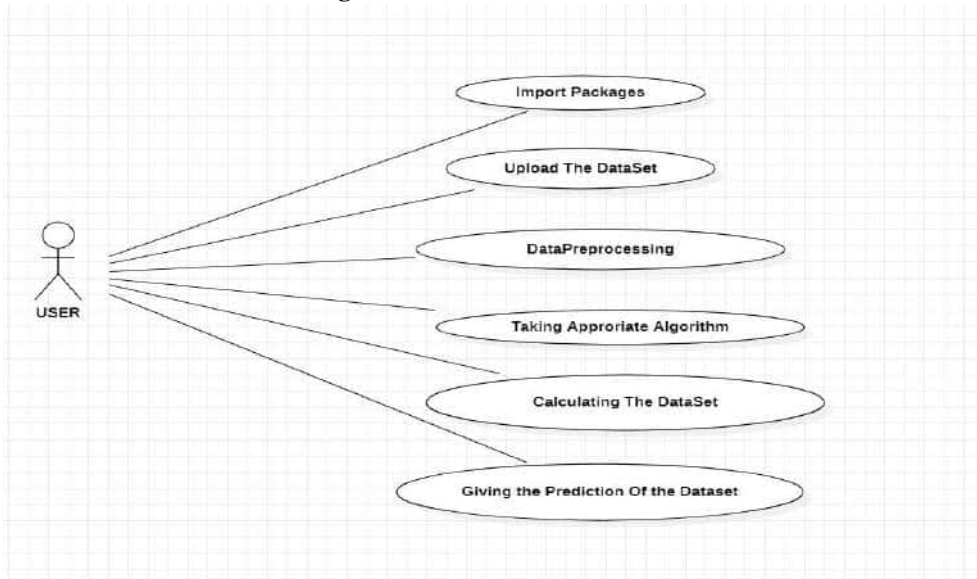 Import Packages
Upload The DataSet
DataPreprocessing
USER
Taking Approriate Algorithm
Calculating The DataSet
Giving the Prediction Of the Dataset